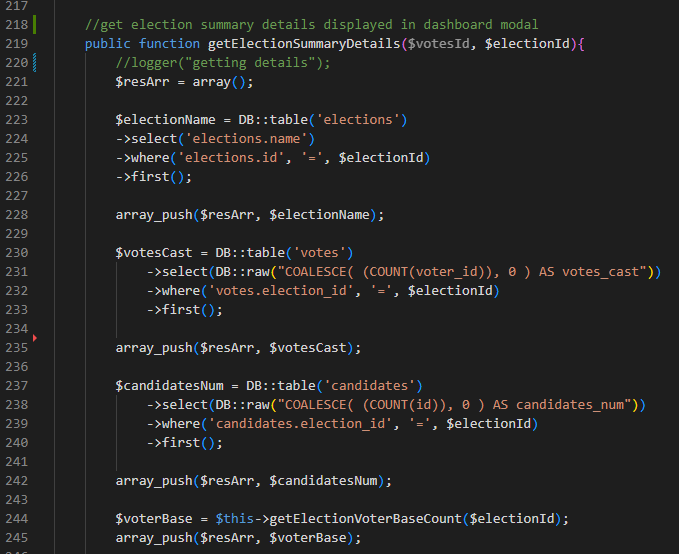 217
218 //get election summary details displayed in dashboard modal
219 public function getElectionSummaryDetails($votesId, $electionId){
220 //logger("getting details");
221 $resArr = array();
222
223 $electionName = DB::table('elections')
224 ->select('elections.name')
225 ->where('elections.id', '=', $electionId)
226 ->first();
227
228 array_push($resArr, $electionName);
229
230 $votesCast = DB::table('votes')
231 ->select(DB::raw("COALESCE( (COUNT(voter_id)), 0 ) AS votes_cast"))
232 ->where('votes.election_id', '=', $electionId)
233 ->first();
234
235 array_push($resArr, $votesCast);
236
237 $candidatesNum = DB::table('candidates')
238 ->select(DB::raw("COALESCE( (COUNT(id)), 0 ) AS candidates_num"))
239 ->where('candidates.election_id', '=', $electionId)
240 ->first();
241
242 array_push($resArr, $candidatesNum);
243
244 $voterBase = $this->getElectionVoterBaseCount($electionId);
245 array_push($resArr, $voterBase);